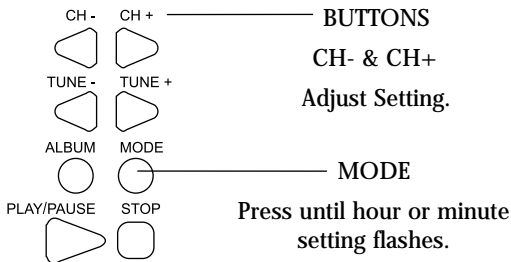 CH - CH +
BUTTONS
CH- & CH+
Adjust Setting.
TUNE - TUNE +
ALBUM MODE
MODE
Press until hour or minute
setting flashes.
PLAY/PAUSE STOP